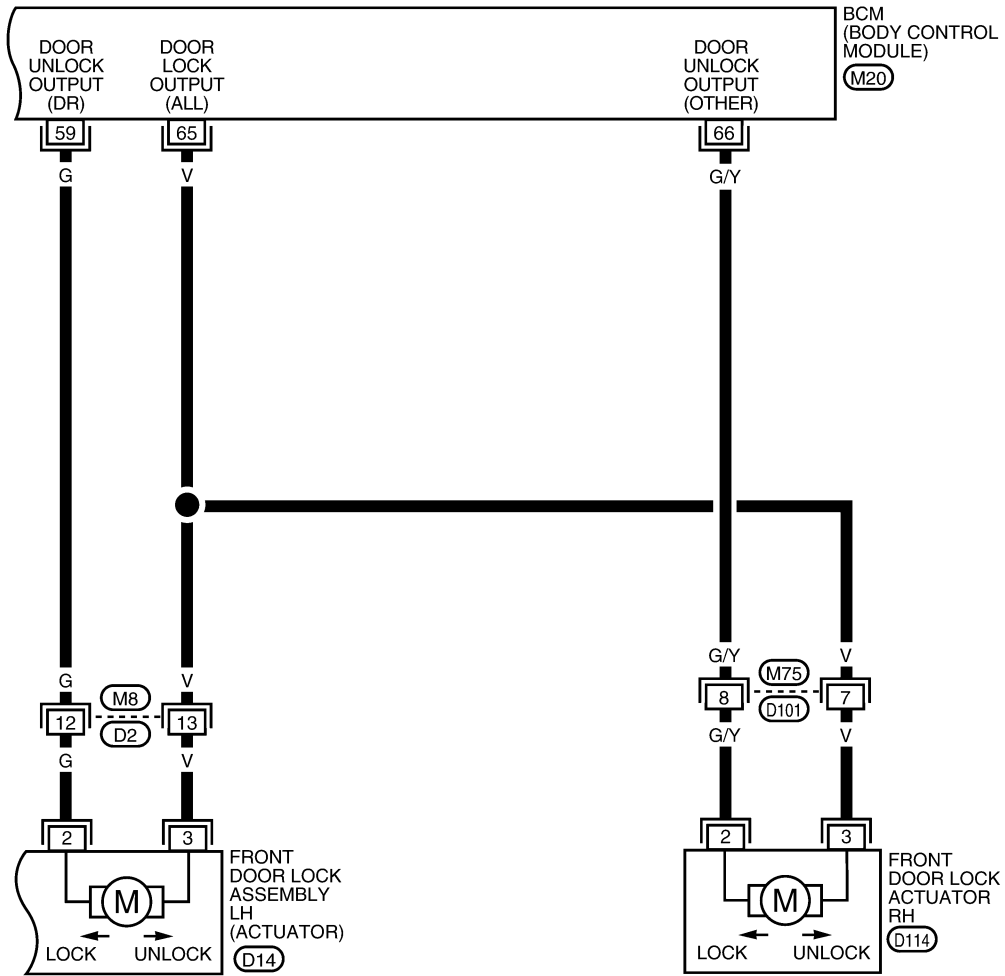 BCM
(BODY CONTROL
MODULE)
M20
DOOR
UNLOCK
OUTPUT
(DR)
DOOR
LOCK
OUTPUT
(ALL)
DOOR
UNLOCK
OUTPUT
(OTHER)
59
65
66
G
V
G/Y
G/Y
V
M75
8
7
D101
G/Y
V
G
V
M8
12
13
D2
G
V
2
3
2
3
M
LOCK
UNLOCK
FRONT
DOOR LOCK
ASSEMBLY
LH
(ACTUATOR)
D14
M
LOCK
UNLOCK
FRONT
DOOR LOCK
ACTUATOR
RH
D114